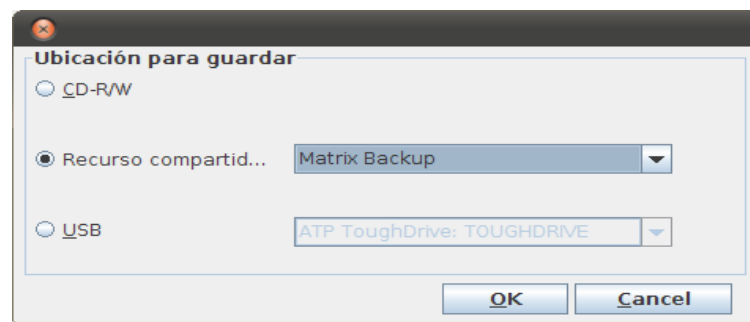 Ubicación para guardar
CD-R/W
Recurso compartid... Matrix Backup
USB ATP ToughDrive: TOUGHDRIVE
OK Cancel